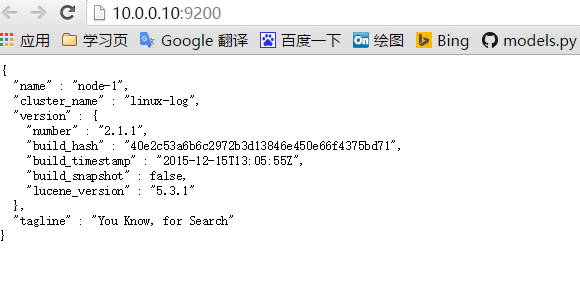 10.0.0.10:9200
应用 学习页 Google 翻译 百度一下 On 绘图 Bing models.py
{
  "name" : "node-1",
  "cluster_name" : "linux-log",
  "version" : {
    "number" : "2.1.1",
    "build_hash" : "40e2c53a6b6c2972b3d13846e450e66f4375bd71",
    "build_timestamp" : "2015-12-15T13:05:55Z",
    "build_snapshot" : false,
    "lucene_version" : "5.3.1"
  },
  "tagline" : "You Know, for Search"
}